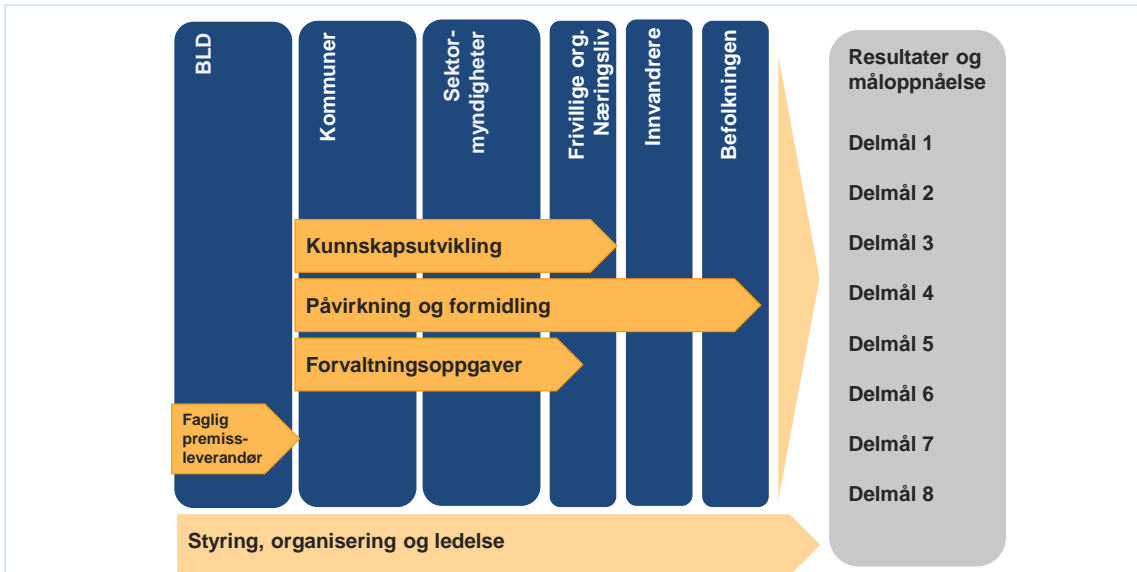 BLD
Kommuner
Sektor-
myndigheter
Frivillige org.
Næringsliv
Innvandrere
Befolkningen
Kunnskapsutvikling
Påvirkning og formidling
Forvaltningsoppgaver
Faglig
premiss-
leverandør
Styring, organisering og ledelse
Resultater og
måloppnåelse
Delmål 1
Delmål 2
Delmål 3
Delmål 4
Delmål 5
Delmål 6
Delmål 7
Delmål 8